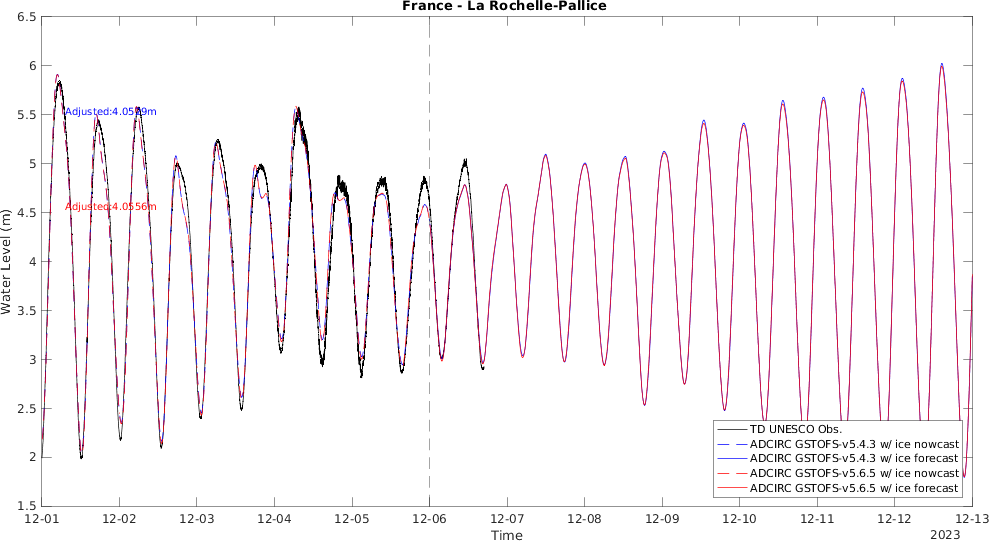 France - La Rochelle-Pallice
6.5
6
5.5
5
4.5
4
3.5
3
2.5
2
1.5
Water Level (m)
Adjusted:4.0599m
Adjusted:4.0556m
TD UNESCO Obs.
ADCIRC GSTOFS-v5.4.3 w/ ice nowcast
ADCIRC GSTOFS-v5.4.3 w/ ice forecast
ADCIRC GSTOFS-v5.6.5 w/ ice nowcast
ADCIRC GSTOFS-v5.6.5 w/ ice forecast
12-01 12-02 12-03 12-04 12-05 12-06 12-07 12-08 12-09 12-10 12-11 12-12 12-13
Time
2023